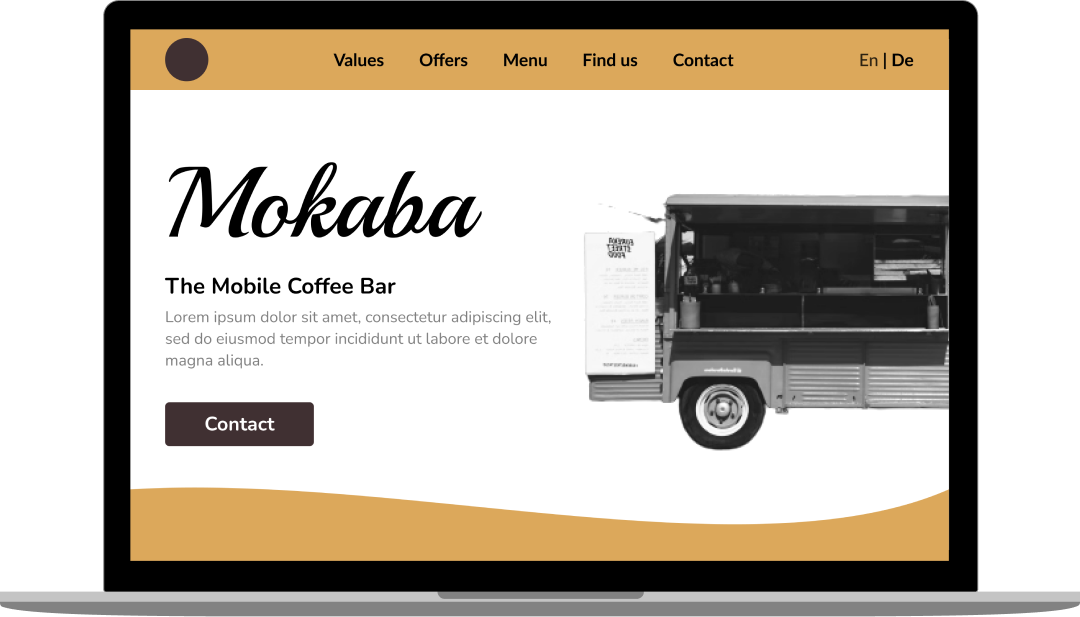 Values Offers Menu Find us Contact En | De
Mokaba
The Mobile Coffee Bar
Lorem ipsum dolor sit amet, consectetur adipiscing elit,
sed do eiusmod tempor incididunt ut labore et dolore
magna aliqua.
Contact